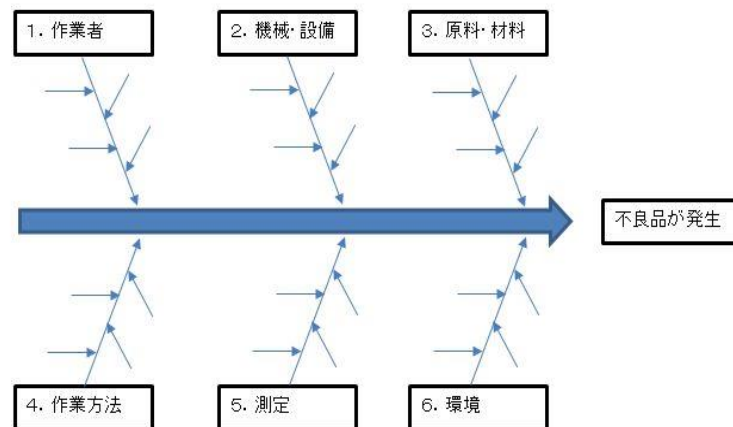 1. 作業者
2. 機械・設備
3. 原料・材料
不良品が発生
4. 作業方法
5. 測定
6. 環境